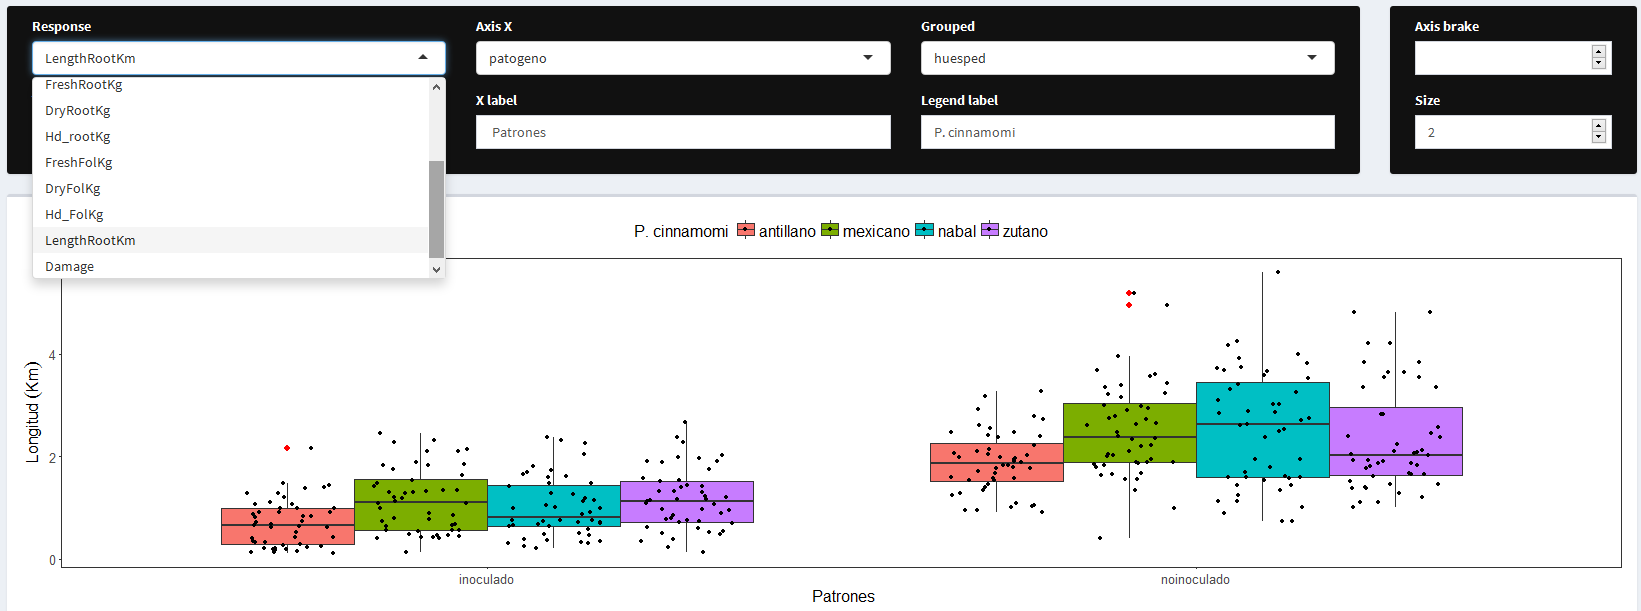 Response Axis X Grouped Axis brake
LengthRootKm patogeno huesped
FreshRootKg
DryRootKg X label Legend label Size
Hd_rootKg Patrones P. cinnamomi 2
FreshFolKg
DryFolKg
Hd_FolKg
LengthRootKm
Damage
P. cinnamomi antillano mexicano nabal zutano
Longitud (Km)
4
2
0
inoculado noinoculado
Patrones